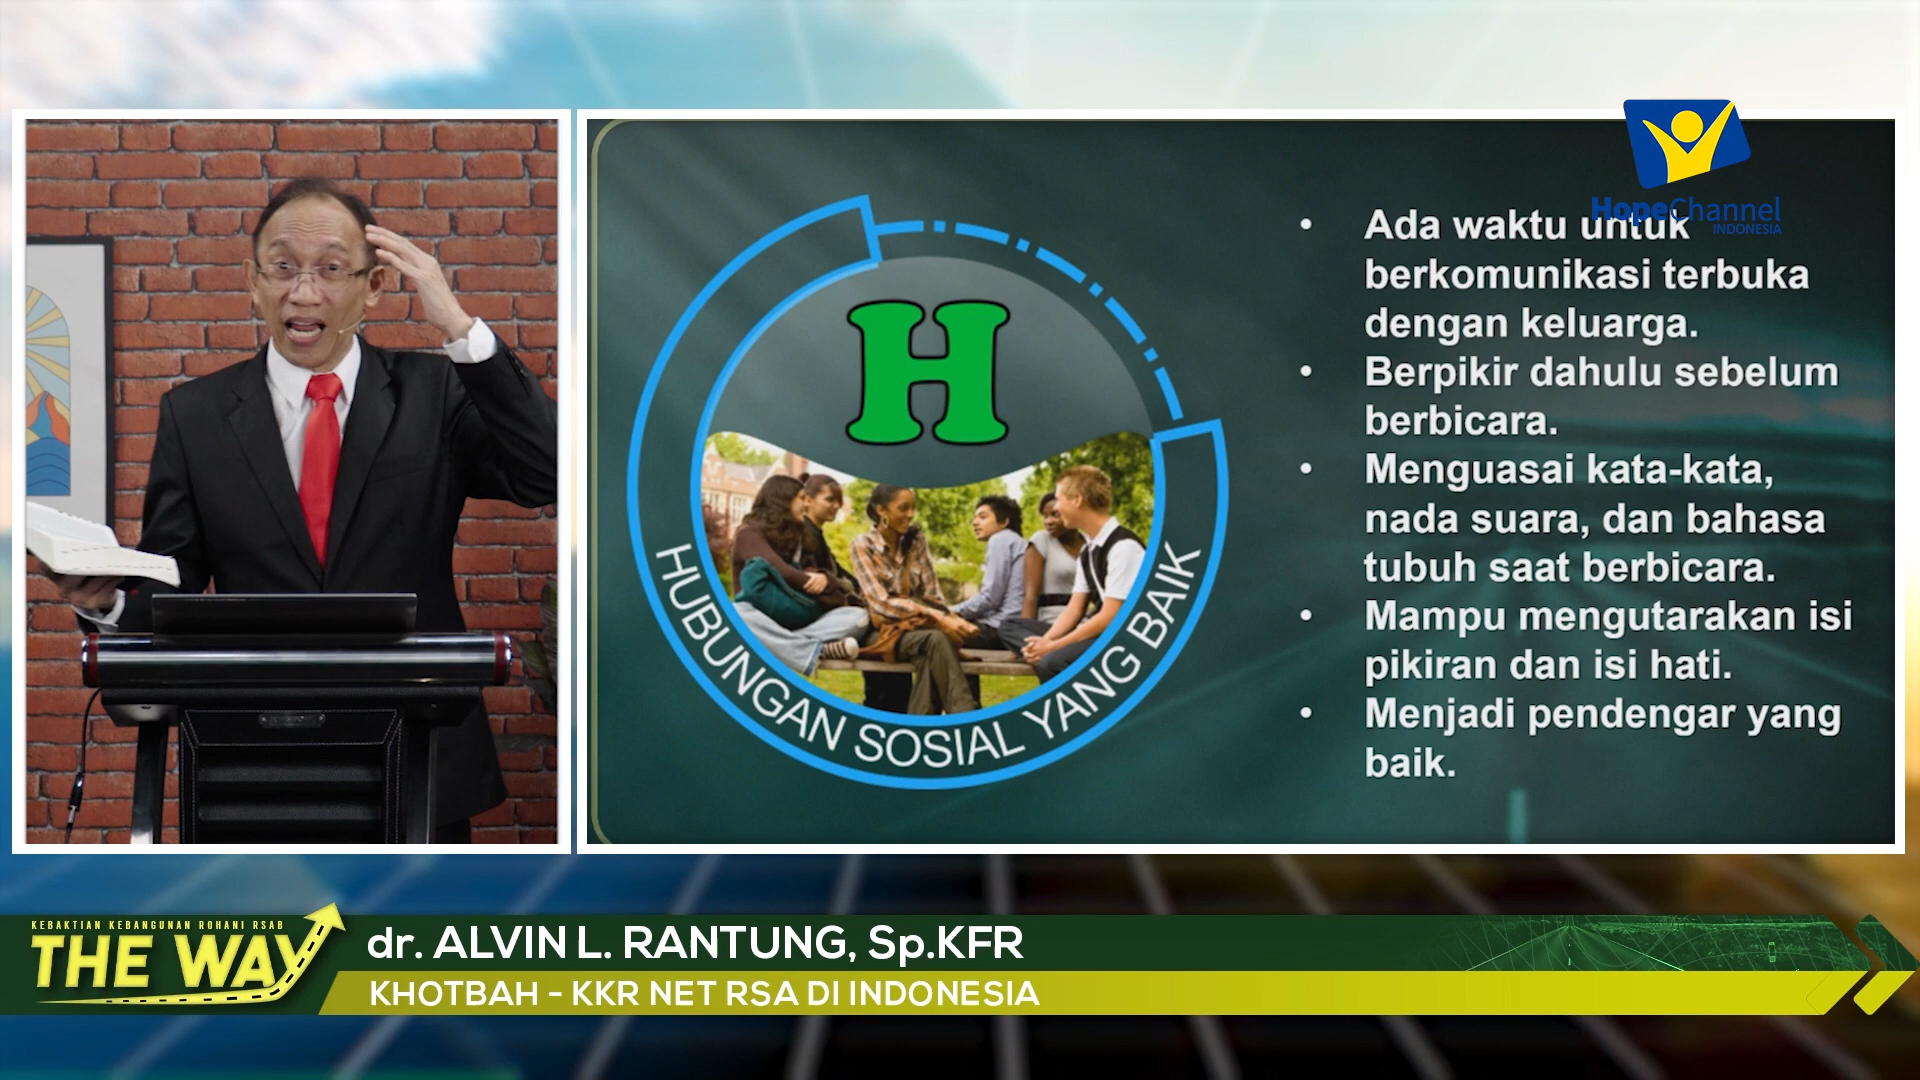 HopeChannel
INDONESIA
H
HUBUNGAN SOSIAL YANG BAIK
• Ada waktu untuk
berkomunikasi terbuka
dengan keluarga.
• Berpikir dahulu sebelum
berbicara.
• Menguasai kata-kata,
nada suara, dan bahasa
tubuh saat berbicara.
• Mampu mengutarakan isi
pikiran dan isi hati.
• Menjadi pendengar yang
baik.
KEBAKTIAN KEBANGUNAN ROHANI RSAB
THE WAY
dr. ALVIN L. RANTUNG, Sp.KFR
KHOTBAH - KKR NET RSA DI INDONESIA